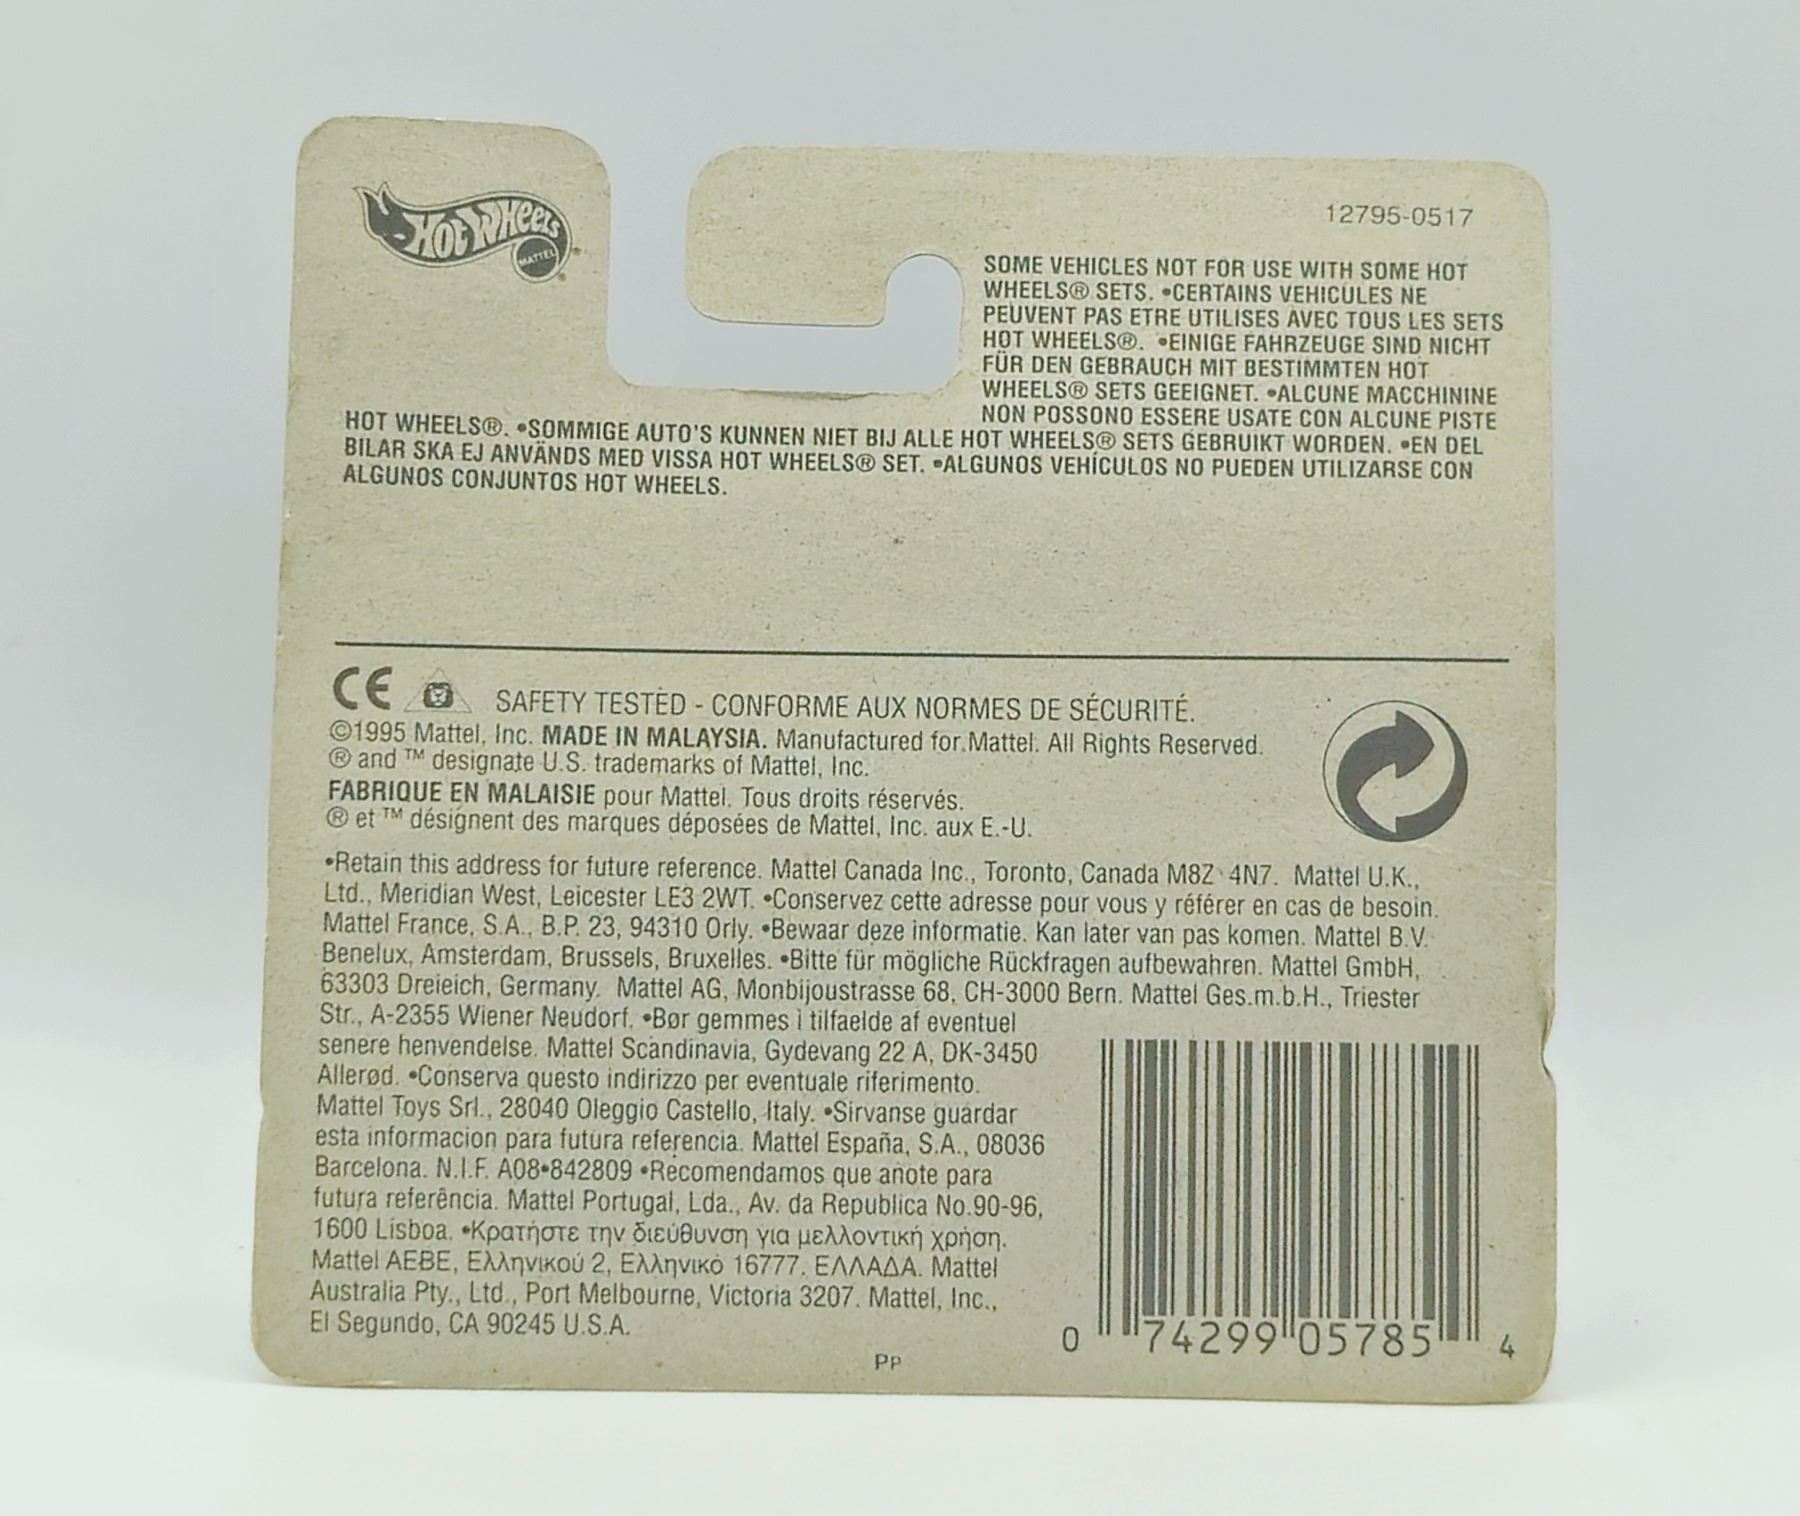 HOT WHEELS
MATTEL
12795-0517
SOME VEHICLES NOT FOR USE WITH SOME HOT
WHEELS® SETS. •CERTAINS VEHICULES NE
PEUVENT PAS ETRE UTILISES AVEC TOUS LES SETS
HOT WHEELS®. •EINIGE FAHRZEUGE SIND NICHT
FÜR DEN GEBRAUCH MIT BESTIMMTEN HOT
WHEELS® SETS GEEIGNET. •ALCUNE MACCHININE
NON POSSONO ESSERE USATE CON ALCUNE PISTE
HOT WHEELS®. •SOMMIGE AUTO'S KUNNEN NIET BIJ ALLE HOT WHEELS® SETS GEBRUIKT WORDEN. •EN DEL
BILAR SKA EJ ANVÄNDS MED VISSA HOT WHEELS® SET. •ALGUNOS VEHÍCULOS NO PUEDEN UTILIZARSE CON
ALGUNOS CONJUNTOS HOT WHEELS.
CE SAFETY TESTED - CONFORME AUX NORMES DE SÉCURITÉ.
©1995 Mattel, Inc. MADE IN MALAYSIA. Manufactured for Mattel. All Rights Reserved.
® and ™ designate U.S. trademarks of Mattel, Inc.
FABRIQUE EN MALAISIE pour Mattel. Tous droits réservés.
® et ™ désignent des marques déposées de Mattel, Inc. aux E.-U.
•Retain this address for future reference. Mattel Canada Inc., Toronto, Canada M8Z 4N7. Mattel U.K.,
Ltd., Meridian West, Leicester LE3 2WT. •Conservez cette adresse pour vous y référer en cas de besoin.
Mattel France, S.A., B.P. 23, 94310 Orly. •Bewaar deze informatie. Kan later van pas komen. Mattel B.V.
Benelux, Amsterdam, Brussels, Bruxelles. •Bitte für mögliche Rückfragen aufbewahren. Mattel GmbH,
63303 Dreieich, Germany. Mattel AG, Monbijoustrasse 68, CH-3000 Bern. Mattel Ges.m.b.H., Triester
Str., A-2355 Wiener Neudorf. •Bør gemmes i tilfaelde af eventuel
senere henvendelse. Mattel Scandinavia, Gydevang 22 A, DK-3450
Allerød. •Conserva questo indirizzo per eventuale riferimento.
Mattel Toys Srl., 28040 Oleggio Castello, Italy. •Sirvanse guardar
esta informacion para futura referencia. Mattel España, S.A., 08036
Barcelona. N.I.F. A08•842809 •Recomendamos que anote para
futura referência. Mattel Portugal, Lda., Av. da Republica No.90-96,
1600 Lisboa. •Κρατήστε την διεύθυνση για μελλοντική χρήση.
Mattel ΑΕΒΕ, Ελληνικού 2, Ελληνικό 16777. ΕΛΛΑΔΑ. Mattel
Australia Pty., Ltd., Port Melbourne, Victoria 3207. Mattel, Inc.,
El Segundo, CA 90245 U.S.A.
PP
0 74299 05785 4